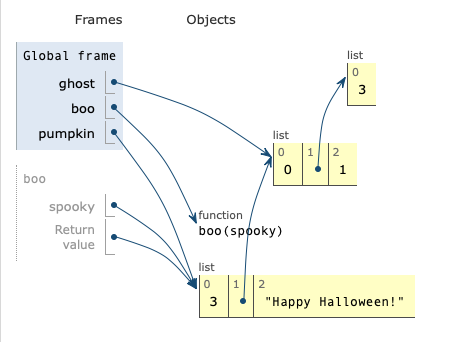 Frames
Objects
Global frame
ghost
boo
pumpkin
list
0
3
list
0 1 2
0 1
boo
spooky
Return
value
function
boo(spooky)
list
0 1 2
3 "Happy Halloween!"